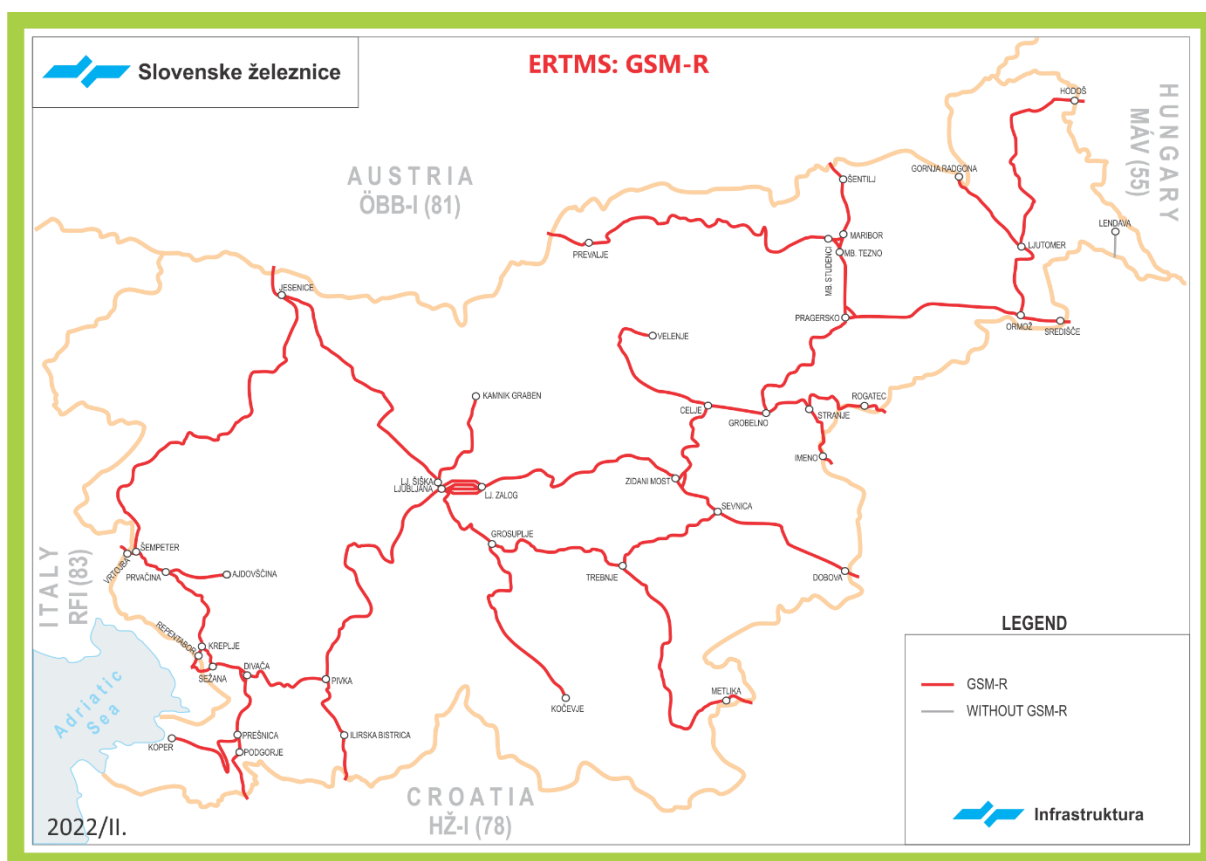 Slovenske železnice
ERTMS: GSM-R
AUSTRIA
ÖBB-I (81)
HUNGARY
MÁV (55)
HODOŠ
GORNJA RADGONA
ŠENTILJ
LENDAVA
MARIBOR
LJUTOMER
PREVALJE
MB. STUDENCI
MB. TEZNO
JESENICE
PRAGERSKO
ORMOŽ
SREDIŠČE
VELENJE
KAMNIK GRABEN
CELJE
GROBELNO
STRANJE
ROGATEC
IMENO
LJ. ŠIŠKA
LJUBLJANA
LJ. ZALOG
ZIDANI MOST
SEVNICA
GROSUPLJE
ŠEMPETER
VRTOJBA
PRVAČINA
AJDOVŠČINA
TREBNJE
DOBOVA
ITALY
RFI (83)
REPENTABOR
KREPLJE
SEŽANA
DIVAČA
PIVKA
KOČEVJE
METLIKA
Adriatic
Sea
KOPER
PREŠNICA
PODGORJE
ILIRSKA BISTRICA
CROATIA
HŽ-I (78)
LEGEND
GSM-R
WITHOUT GSM-R
Infrastruktura
2022/II.